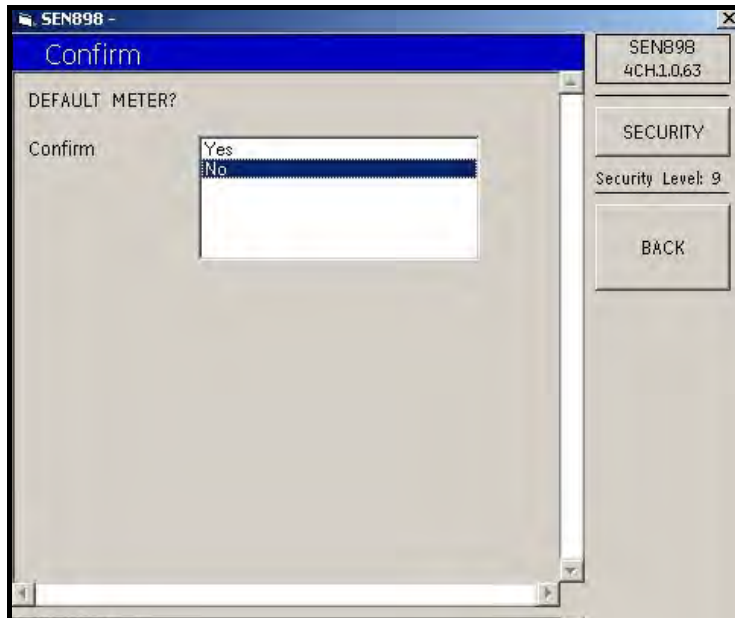 SEN898 -
Confirm
DEFAULT METER?
Confirm
Yes
No
SEN898
4CH.1.0.63
SECURITY
Security Level: 9
BACK